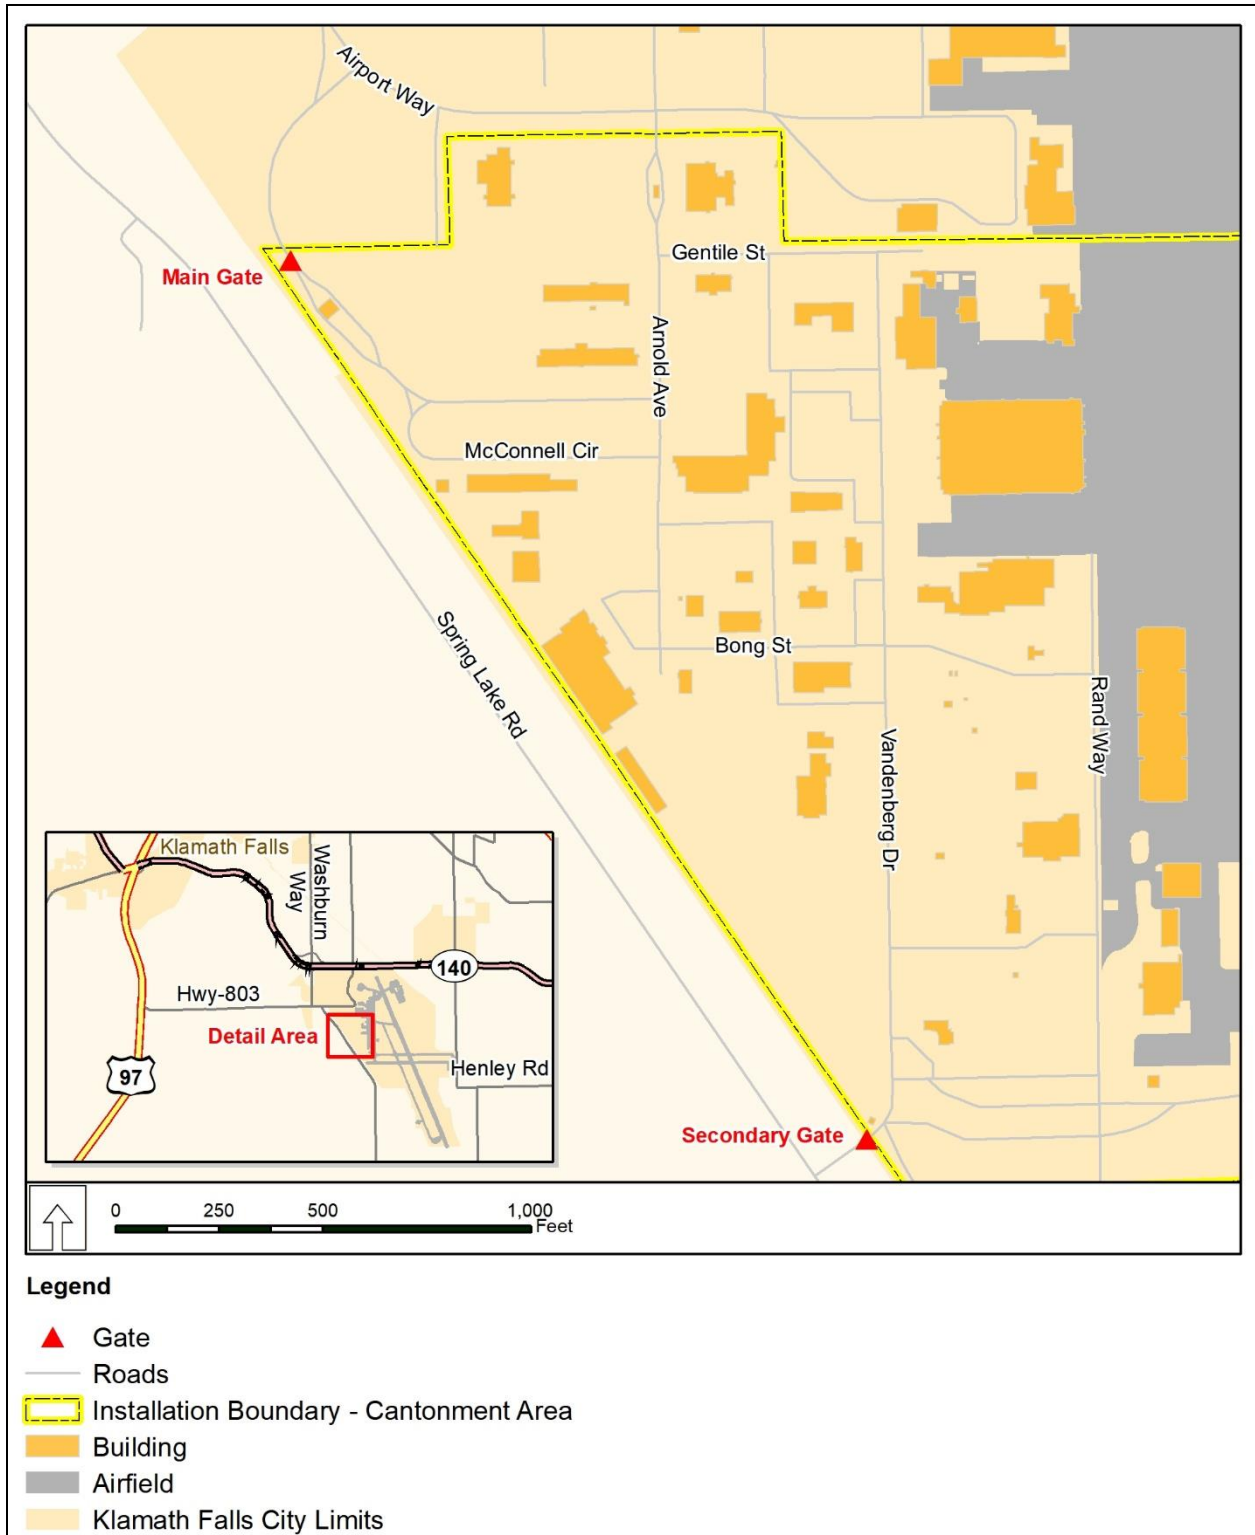 Airport Way
Gentile St
Main Gate
Arnold Ave
McConnell Cir
Spring Lake Rd
Bong St
Rand Way
Vandenberg Dr
Klamath Falls
Washburn
Way
140
Hwy-803
Detail Area
97
Henley Rd
Secondary Gate
0 250 500 1,000
Feet
Legend
Gate
Roads
Installation Boundary - Cantonment Area
Building
Airfield
Klamath Falls City Limits